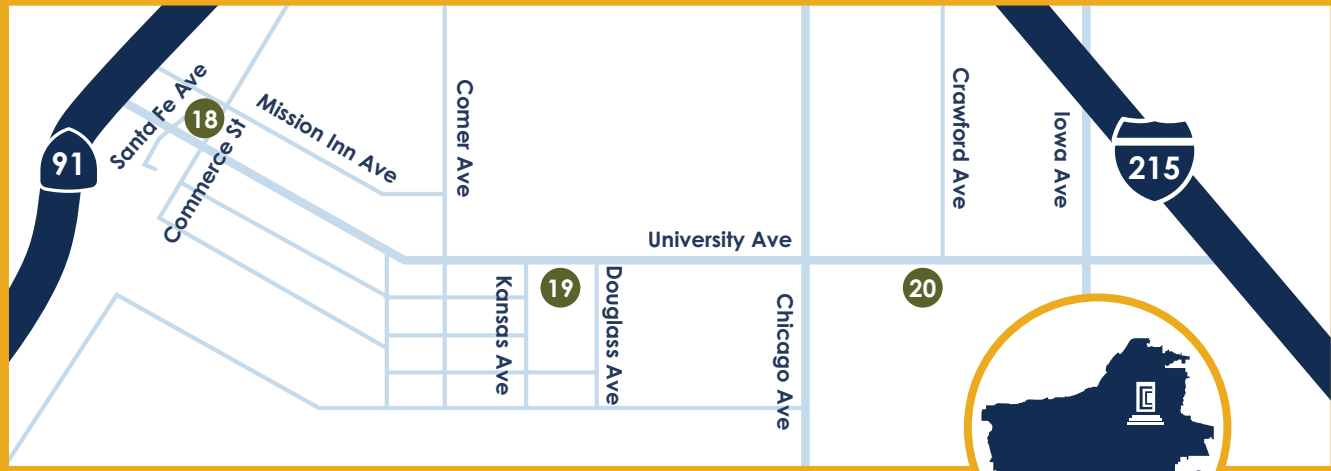 91
Santa Fe Ave
18
Commerce St
Mission Inn Ave
Comer Ave
University Ave
Kansas Ave
19
Douglass Ave
Chicago Ave
Crawford Ave
20
Iowa Ave
215